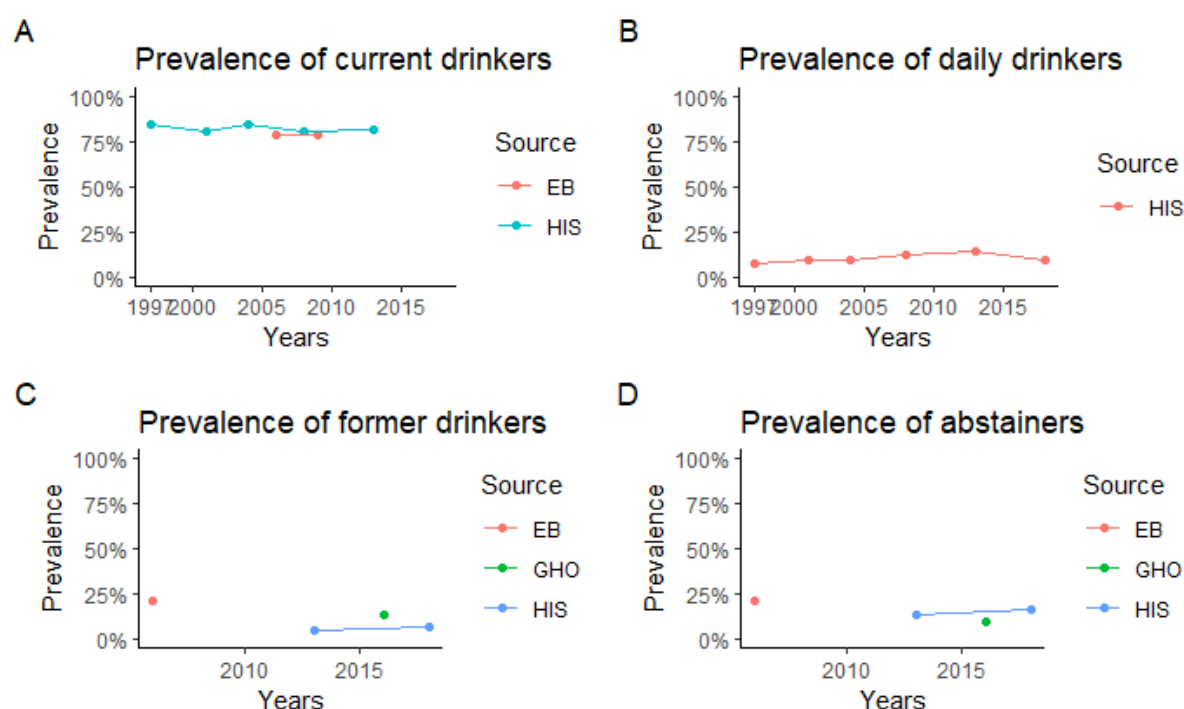 A
Prevalence of current drinkers
100%
75%
50%
25%
0%
Prevalence
1997 2000 2005 2010 2015
Years
Source
EB
HIS
B
Prevalence of daily drinkers
100%
75%
50%
25%
0%
Prevalence
1997 2000 2005 2010 2015
Years
Source
HIS
C
Prevalence of former drinkers
100%
75%
50%
25%
0%
Prevalence
2010 2015
Years
Source
EB
GHO
HIS
D
Prevalence of abstainers
100%
75%
50%
25%
0%
Prevalence
2010 2015
Years
Source
EB
GHO
HIS